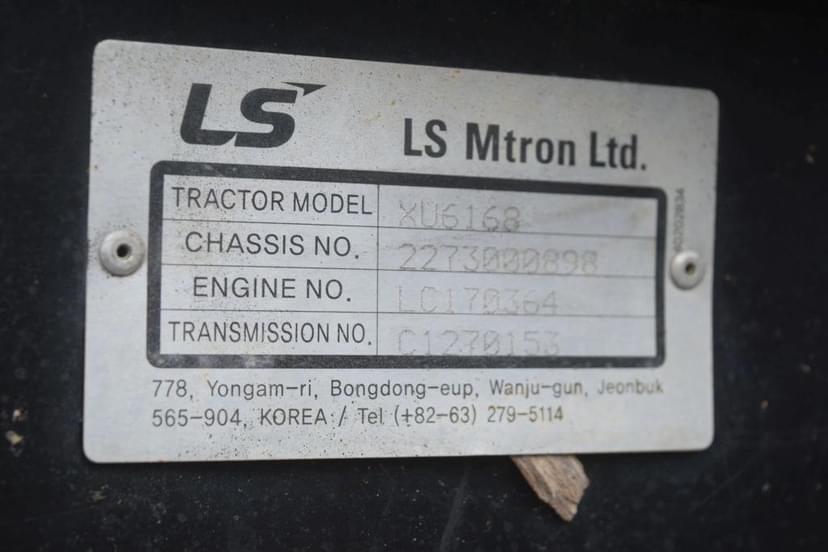 LS
LS Mtron Ltd.
TRACTOR MODEL XU6168
CHASSIS NO. 2273000898
ENGINE NO. LC170364
TRANSMISSION NO. C1270153
40202834
778, Yongam-ri, Bongdong-eup, Wanju-gun, Jeonbuk
565-904, KOREA / Tel (+82-63) 279-5114